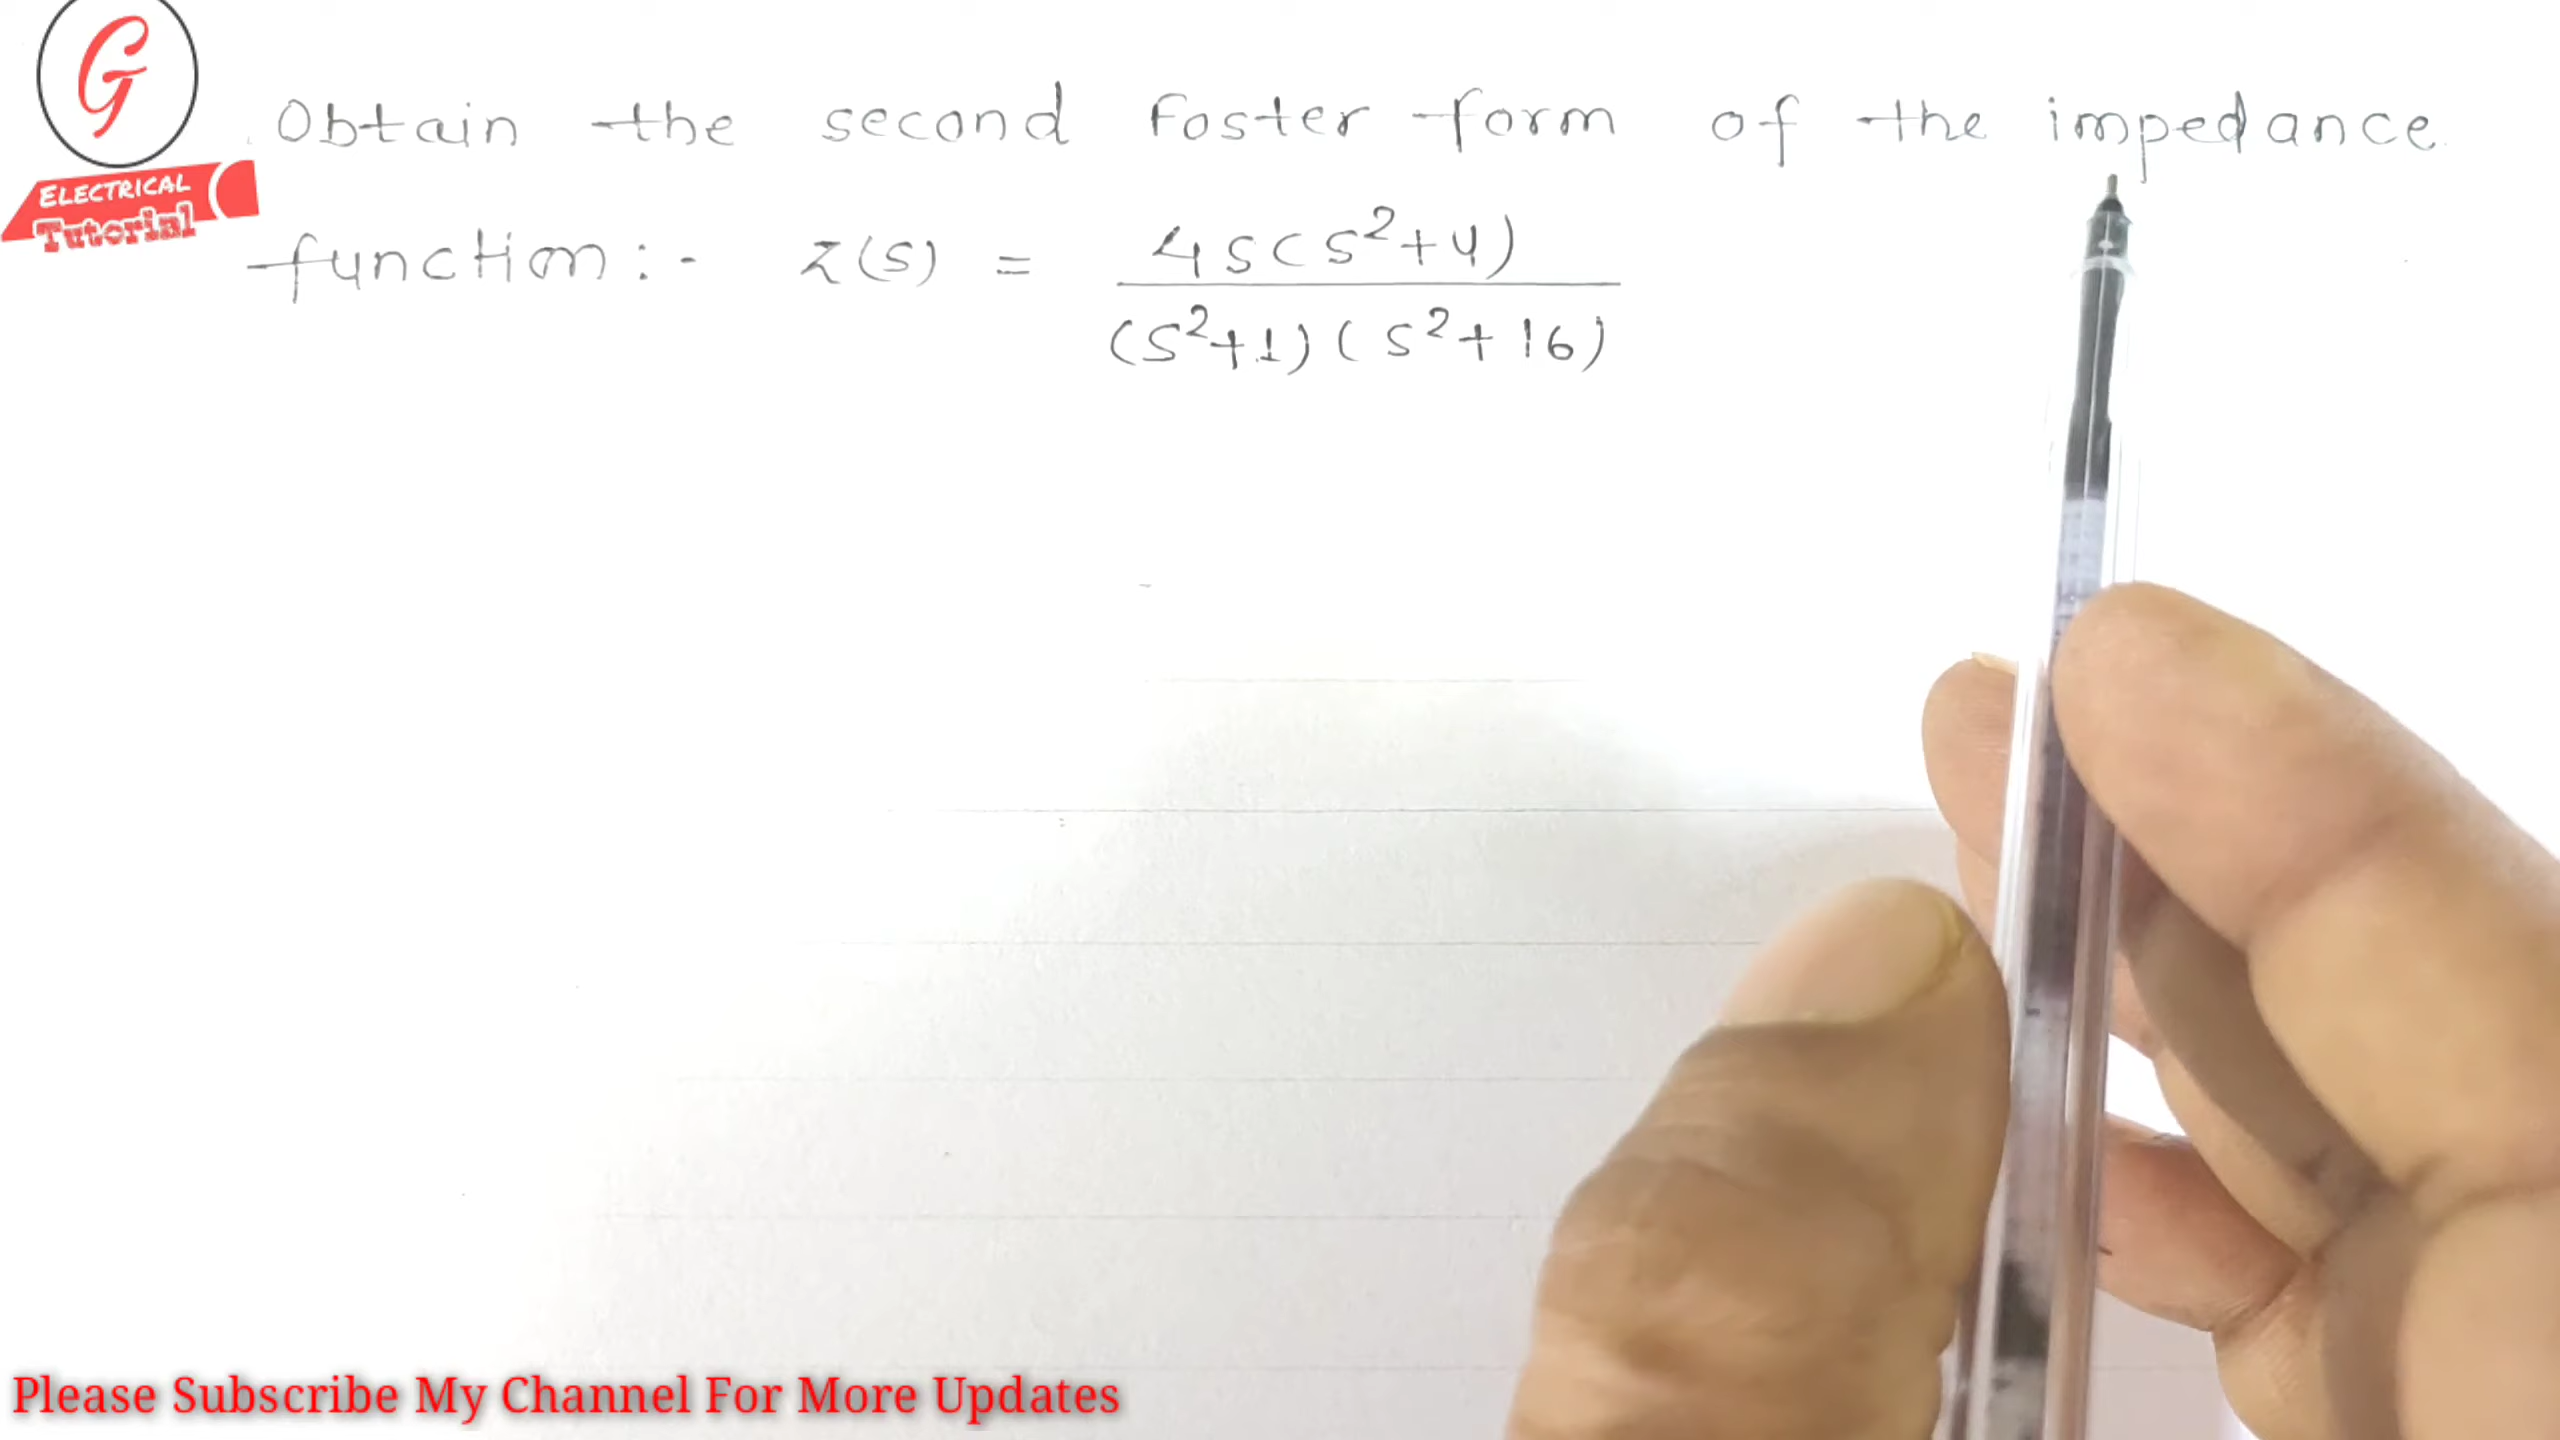 G
ELECTRICAL
Tutorial
Obtain the second Foster form of the impedance
function :- Z(s) = 4s(s²+4)
(s²+1)(s²+16)
Please Subscribe My Channel For More Updates